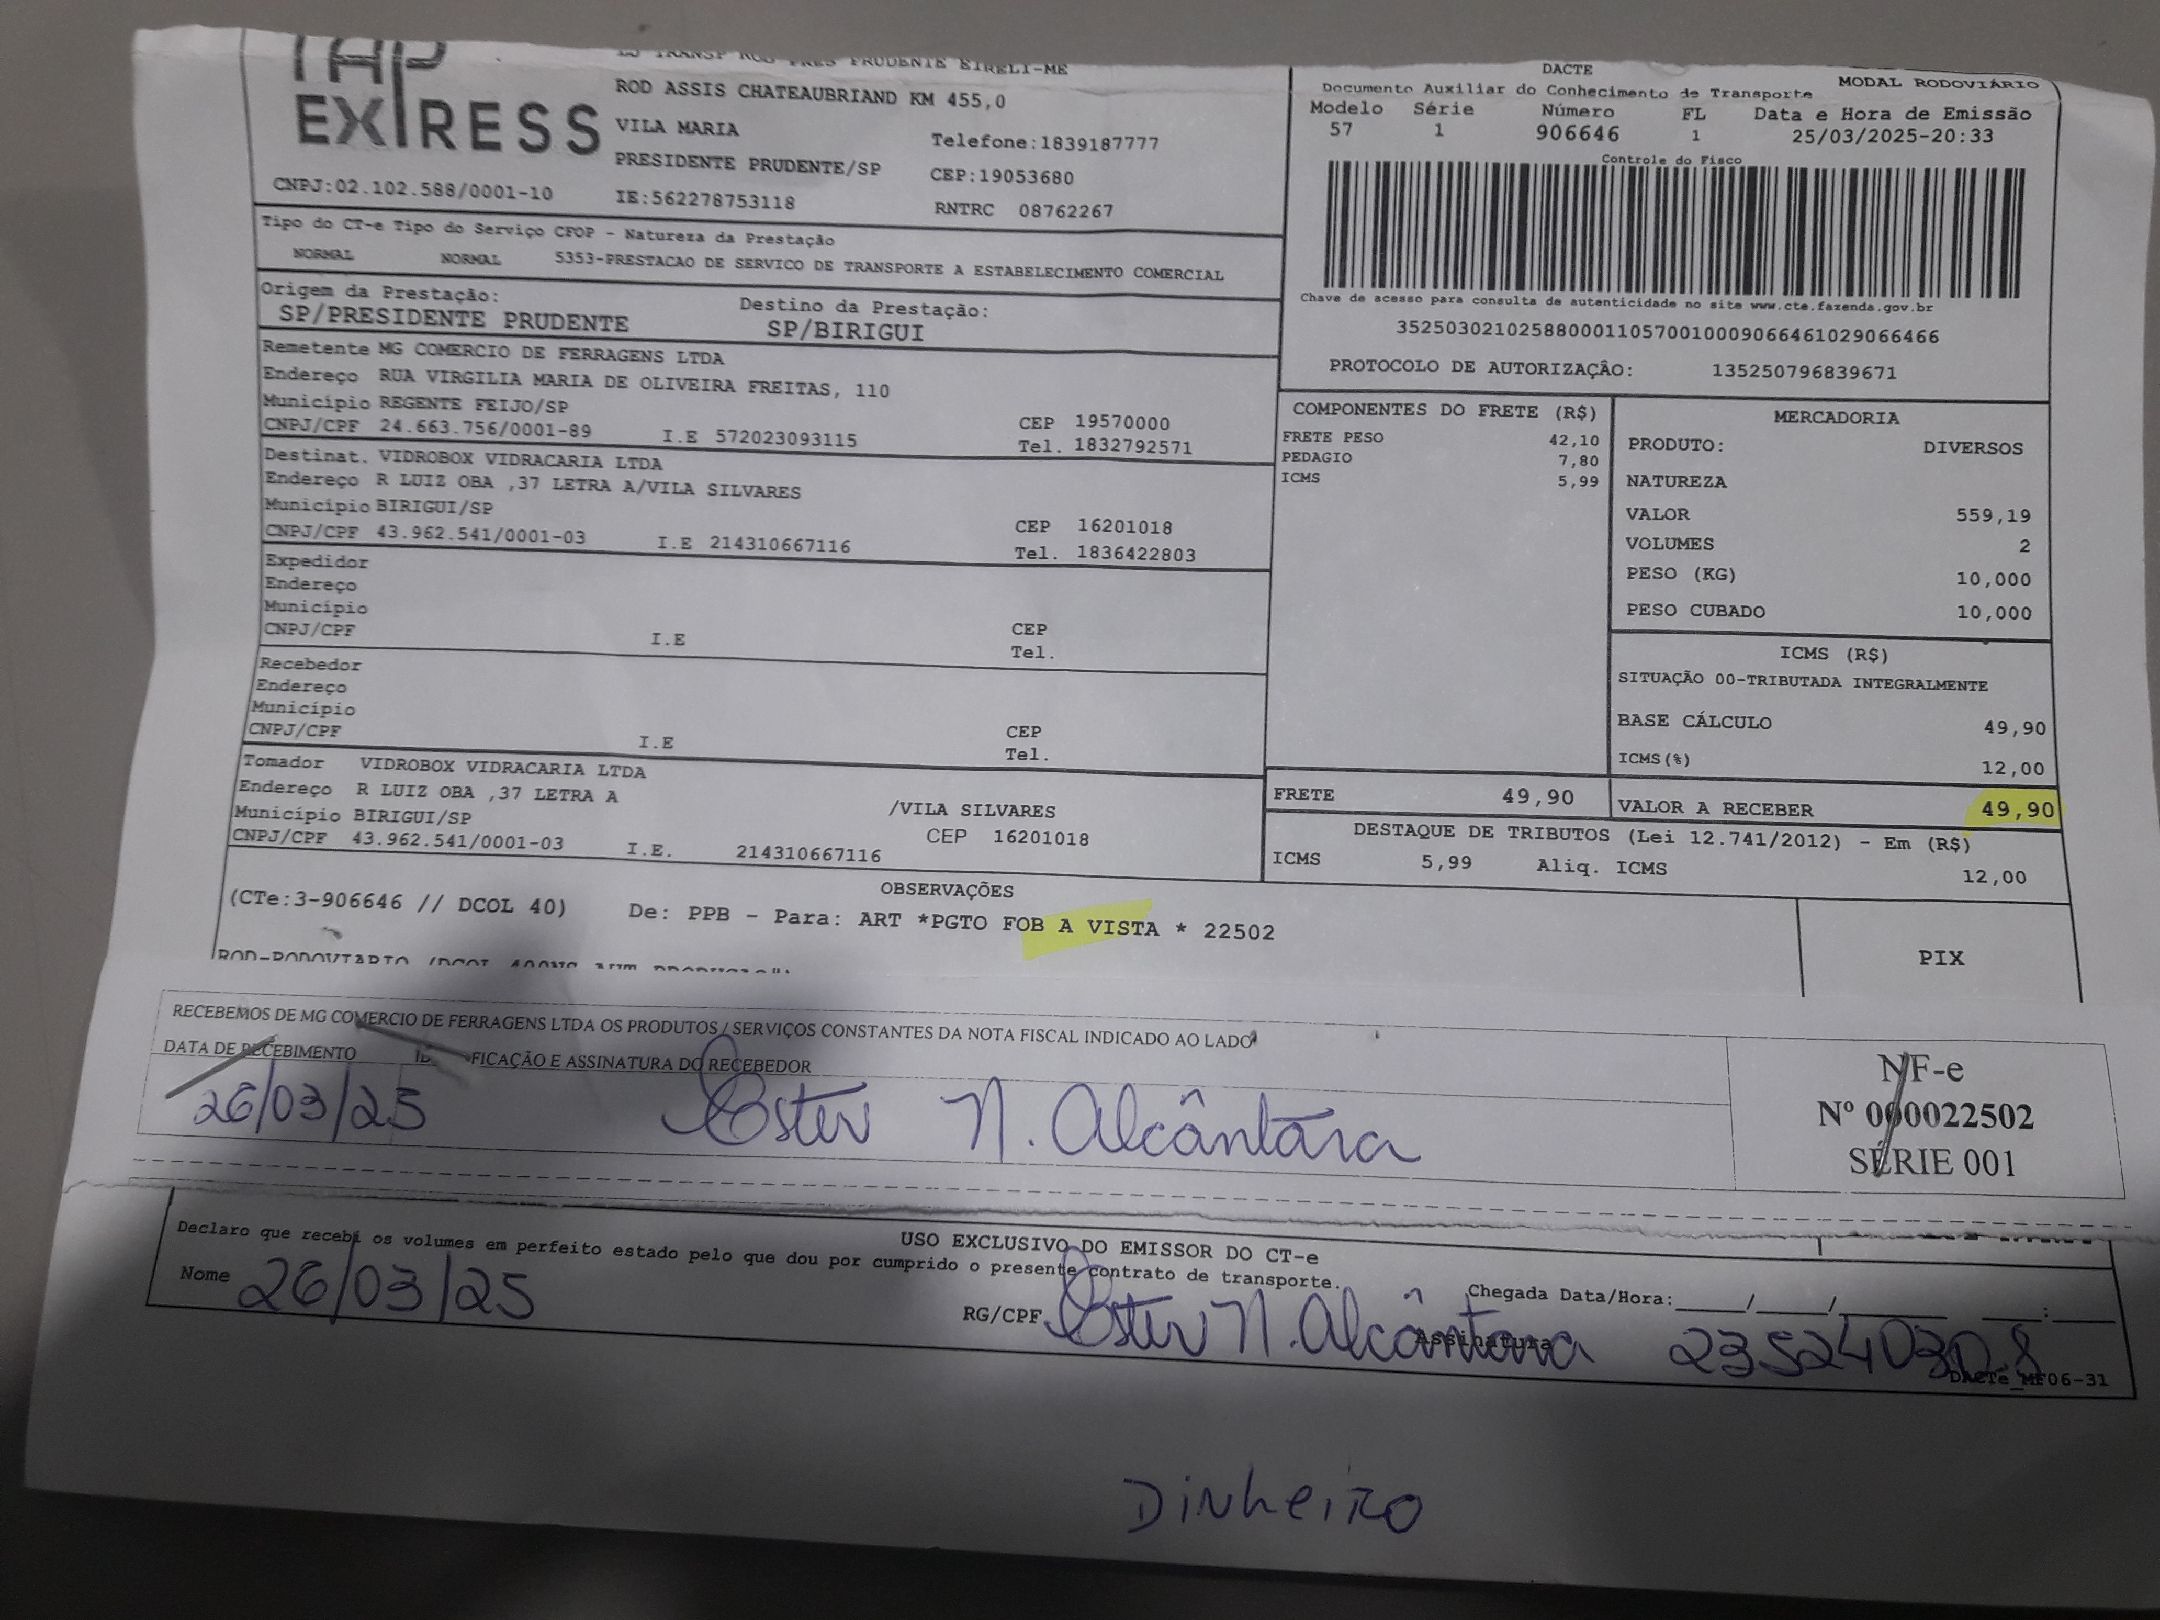 TAP
EXPRESS
LJ TRANSP ROD PRES PRUDENTE EIRELI-ME
ROD ASSIS CHATEAUBRIAND KM 455,0
VILA MARIA
Telefone:1839187777
PRESIDENTE PRUDENTE/SP
CEP:19053680
CNPJ:02.102.588/0001-10
IE:562278753118
RNTRC 08762267
DACTE
MODAL RODOVIÁRIO
Documento Auxiliar do Conhecimento de Transporte
Modelo Série Número FL Data e Hora de Emissão
57 1 906646 1 25/03/2025-20:33
Controle do Fisco
Chave de acesso para consulta de autenticidade no site www.cte.fazenda.gov.br
35250302102588000110570010009066461029066466
PROTOCOLO DE AUTORIZAÇÂO: 135250796839671
Tipo do CT-e Tipo do Serviço CFOP - Natureza da Prestação
NORMAL NORMAL 5353-PRESTACAO DE SERVICO DE TRANSPORTE A ESTABELECIMENTO COMERCIAL
Origem da Prestação: Destino da Prestação:
SP/PRESIDENTE PRUDENTE SP/BIRIGUI
Remetente MG COMERCIO DE FERRAGENS LTDA
Endereço RUA VIRGILIA MARIA DE OLIVEIRA FREITAS, 110
Município REGENTE FEIJO/SP CEP 19570000
CNPJ/CPF 24.663.756/0001-89 I.E 572023093115 Tel. 1832792571
Destinat. VIDROBOX VIDRACARIA LTDA
Endereço R LUIZ OBA ,37 LETRA A/VILA SILVARES
Município BIRIGUI/SP CEP 16201018
CNPJ/CPF 43.962.541/0001-03 I.E 214310667116 Tel. 1836422803
Expedidor
Endereço
Município CEP
CNPJ/CPF I.E Tel.
Recebedor
Endereço
Município CEP
CNPJ/CPF I.E Tel.
Tomador VIDROBOX VIDRACARIA LTDA
Endereço R LUIZ OBA ,37 LETRA A /VILA SILVARES
Município BIRIGUI/SP CEP 16201018
CNPJ/CPF 43.962.541/0001-03 I.E. 214310667116
COMPONENTES DO FRETE (R$)
FRETE PESO 42,10
PEDAGIO 7,80
ICMS 5,99
MERCADORIA
PRODUTO: DIVERSOS
NATUREZA
VALOR 559,19
VOLUMES 2
PESO (KG) 10,000
PESO CUBADO 10,000
ICMS (R$)
SITUAÇÃO 00-TRIBUTADA INTEGRALMENTE
BASE CÁLCULO 49,90
ICMS(%) 12,00
FRETE 49,90 VALOR A RECEBER 49,90
DESTAQUE DE TRIBUTOS (Lei 12.741/2012) - Em (R$)
ICMS 5,99 Aliq. ICMS 12,00
OBSERVAÇÕES
(CTe:3-906646 // DCOL 40) De: PPB - Para: ART *PGTO FOB A VISTA * 22502
PIX
RECEBEMOS DE MG COMERCIO DE FERRAGENS LTDA OS PRODUTOS / SERVIÇOS CONSTANTES DA NOTA FISCAL INDICADO AO LADO
DATA DE RECEBIMENTO IDENTIFICAÇÃO E ASSINATURA DO RECEBEDOR
26/03/25 Ester N. Alcântara
NF-e
Nº 000022502
SÉRIE 001
USO EXCLUSIVO DO EMISSOR DO CT-e
Declaro que recebi os volumes em perfeito estado pelo que dou por cumprido o presente contrato de transporte.
Nome 26/03/25 RG/CPF Ester N. Alcântara Chegada Data/Hora:____/____/______ ____:____
Assinatura 23524030-8
DACTe_MF06-31
DINheiRO